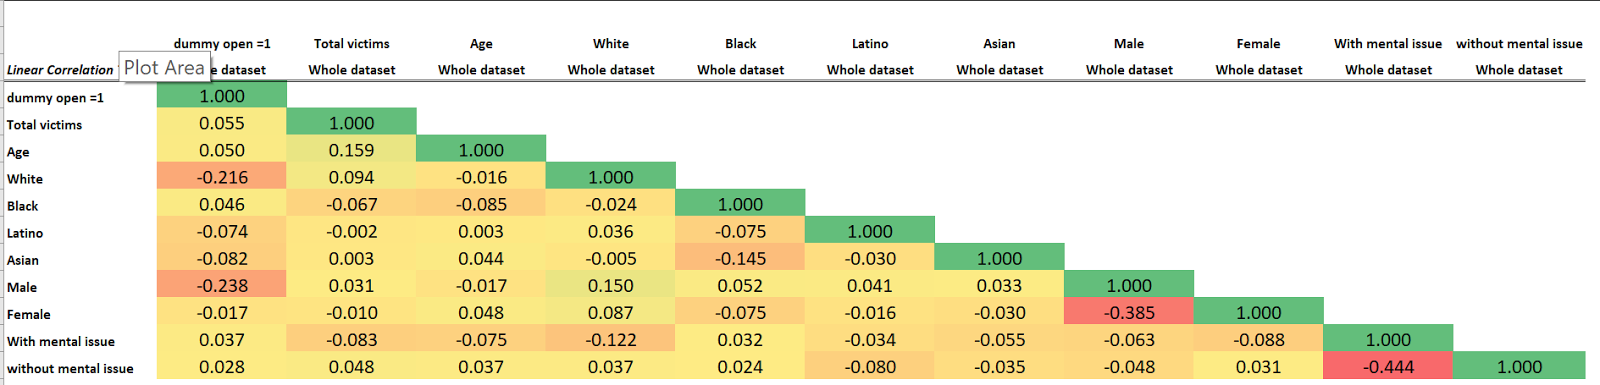 dummy open =1 Total victims Age White Black Latino Asian Male Female With mental issue without mental issue
Linear Correlation Plot Area e dataset Whole dataset Whole dataset Whole dataset Whole dataset Whole dataset Whole dataset Whole dataset Whole dataset Whole dataset Whole dataset
dummy open =1 1.000
Total victims 0.055 1.000
Age 0.050 0.159 1.000
White -0.216 0.094 -0.016 1.000
Black 0.046 -0.067 -0.085 -0.024 1.000
Latino -0.074 -0.002 0.003 0.036 -0.075 1.000
Asian -0.082 0.003 0.044 -0.005 -0.145 -0.030 1.000
Male -0.238 0.031 -0.017 0.150 0.052 0.041 0.033 1.000
Female -0.017 -0.010 0.048 0.087 -0.075 -0.016 -0.030 -0.385 1.000
With mental issue 0.037 -0.083 -0.075 -0.122 0.032 -0.034 -0.055 -0.063 -0.088 1.000
without mental issue 0.028 0.048 0.037 0.037 0.024 -0.080 -0.035 -0.048 0.031 -0.444 1.000